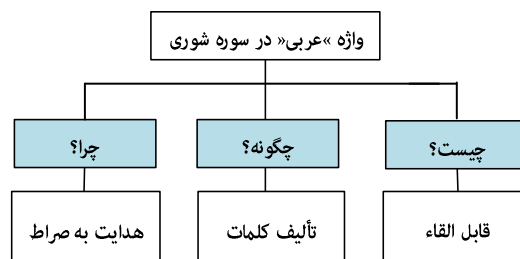 واژه »عربی« در سوره شوری
چیست؟
چگونه؟
چرا؟
قابل القاء
تألیف کلمات
هدایت به صراط